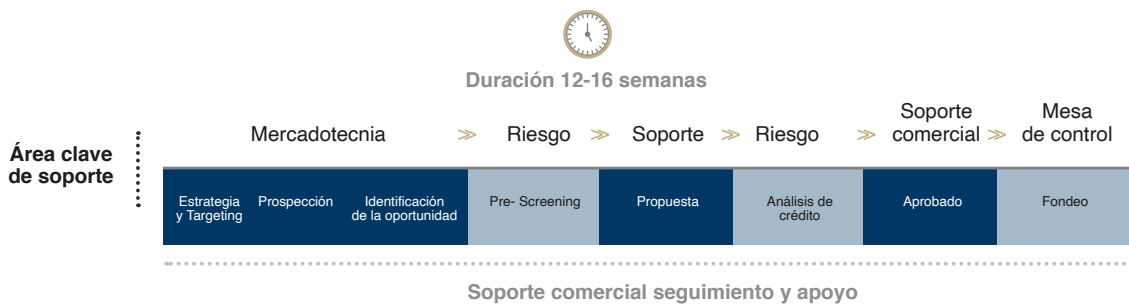 Duración 12-16 semanas
Área clave
de soporte
Mercadotecnia
Riesgo
Soporte
Riesgo
Soporte
comercial
Mesa
de control
Estrategia
y Targeting
Prospección
Identificación
de la oportunidad
Pre- Screening
Propuesta
Análisis de
crédito
Aprobado
Fondeo
Soporte comercial seguimiento y apoyo